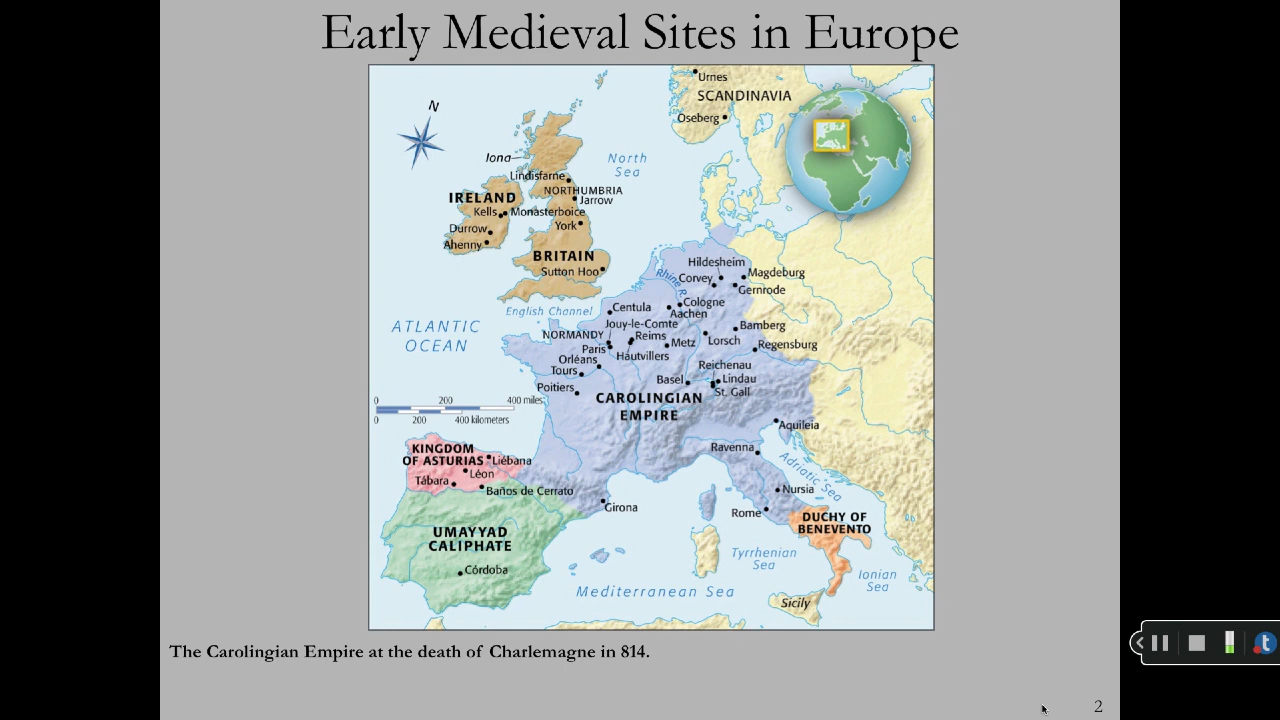 Early Medieval Sites in Europe
Urnes
SCANDINAVIA
Oseberg
N
North
Sea
Iona
Lindisfarne
NORTHUMBRIA
Jarrow
IRELAND
Kells
Monasterboice
Durrow
York
Ahenny
BRITAIN
Sutton Hoo
Hildesheim
Rhine R.
Corvey
Magdeburg
Gernrode
English Channel
Centula
Cologne
Aachen
ATLANTIC
OCEAN
Jouy-le-Comte
NORMANDY
Reims
Bamberg
Paris
Hautvillers
Metz
Lorsch
Regensburg
Orléans
Tours
Reichenau
Poitiers
Basel
Lindau
St. Gall
CAROLINGIAN
EMPIRE
0 200 400 miles
0 200 400 kilometers
Aquileia
KINGDOM
OF ASTURIAS
Liébana
Léon
Tábara
Baños de Cerrato
Ravenna
Adriatic Sea
Girona
Nursia
Rome
DUCHY OF
BENEVENTO
UMAYYAD
CALIPHATE
Córdoba
Tyrrhenian
Sea
Ionian
Sea
Mediterranean Sea
Sicily
The Carolingian Empire at the death of Charlemagne in 814.
t
2